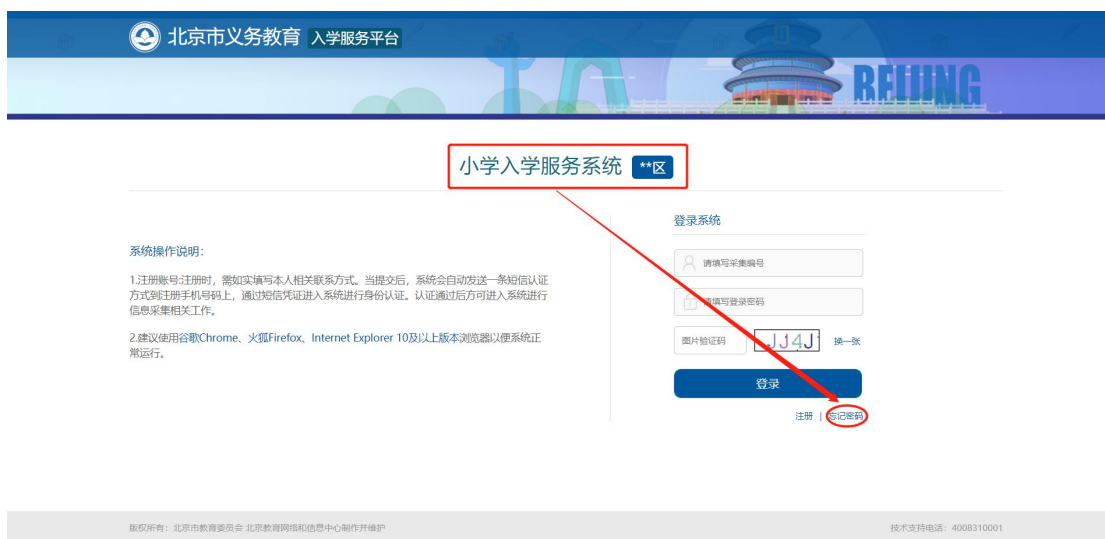 北京市义务教育 入学服务平台
BEIJING
小学入学服务系统 **区
登录系统
系统操作说明：
1.注册账号:注册时，需如实填写本人相关联系方式。当提交后，系统会自动发送一条短信认证
方式到注册手机号码上，通过短信凭证进入系统进行身份认证。认证通过后方可进入系统进行
信息采集相关工作。
2.建议使用谷歌Chrome、火狐Firefox、Internet Explorer 10及以上版本浏览器以便系统正
常运行。
请填写采集编号
请填写登录密码
图片验证码 JJ4J 换一张
登录
注册 | 忘记密码
版权所有：北京市教育委员会 北京教育网络和信息中心制作并维护
技术支持电话：4008310001